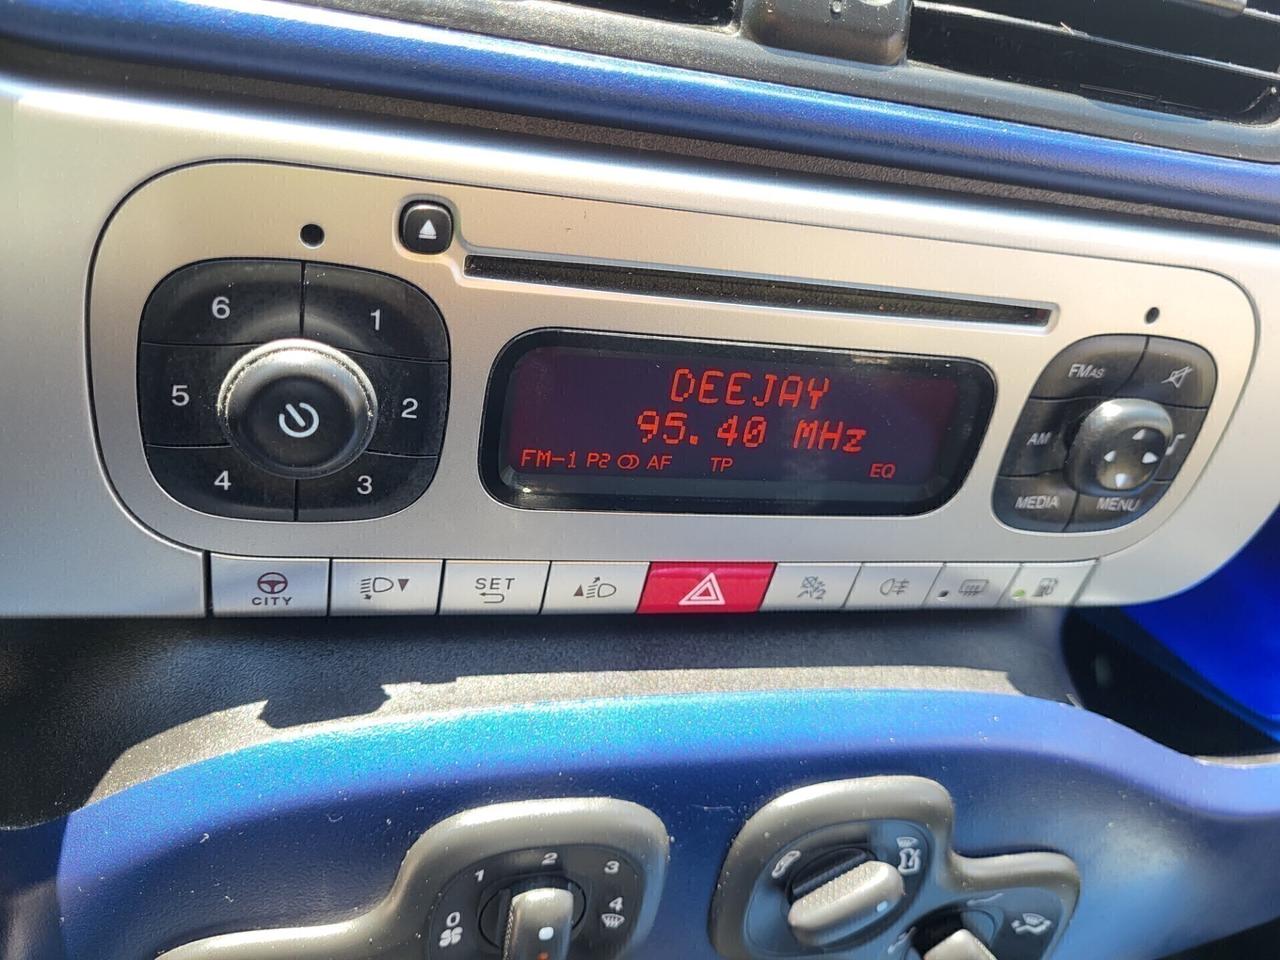 6
1
5
2
4
3
DEEJAY
95.40 MHz
FM-1 P2 AF TP EQ
FMAS
AM
MEDIA
MENU
CITY
SET
0
1
2
3
4